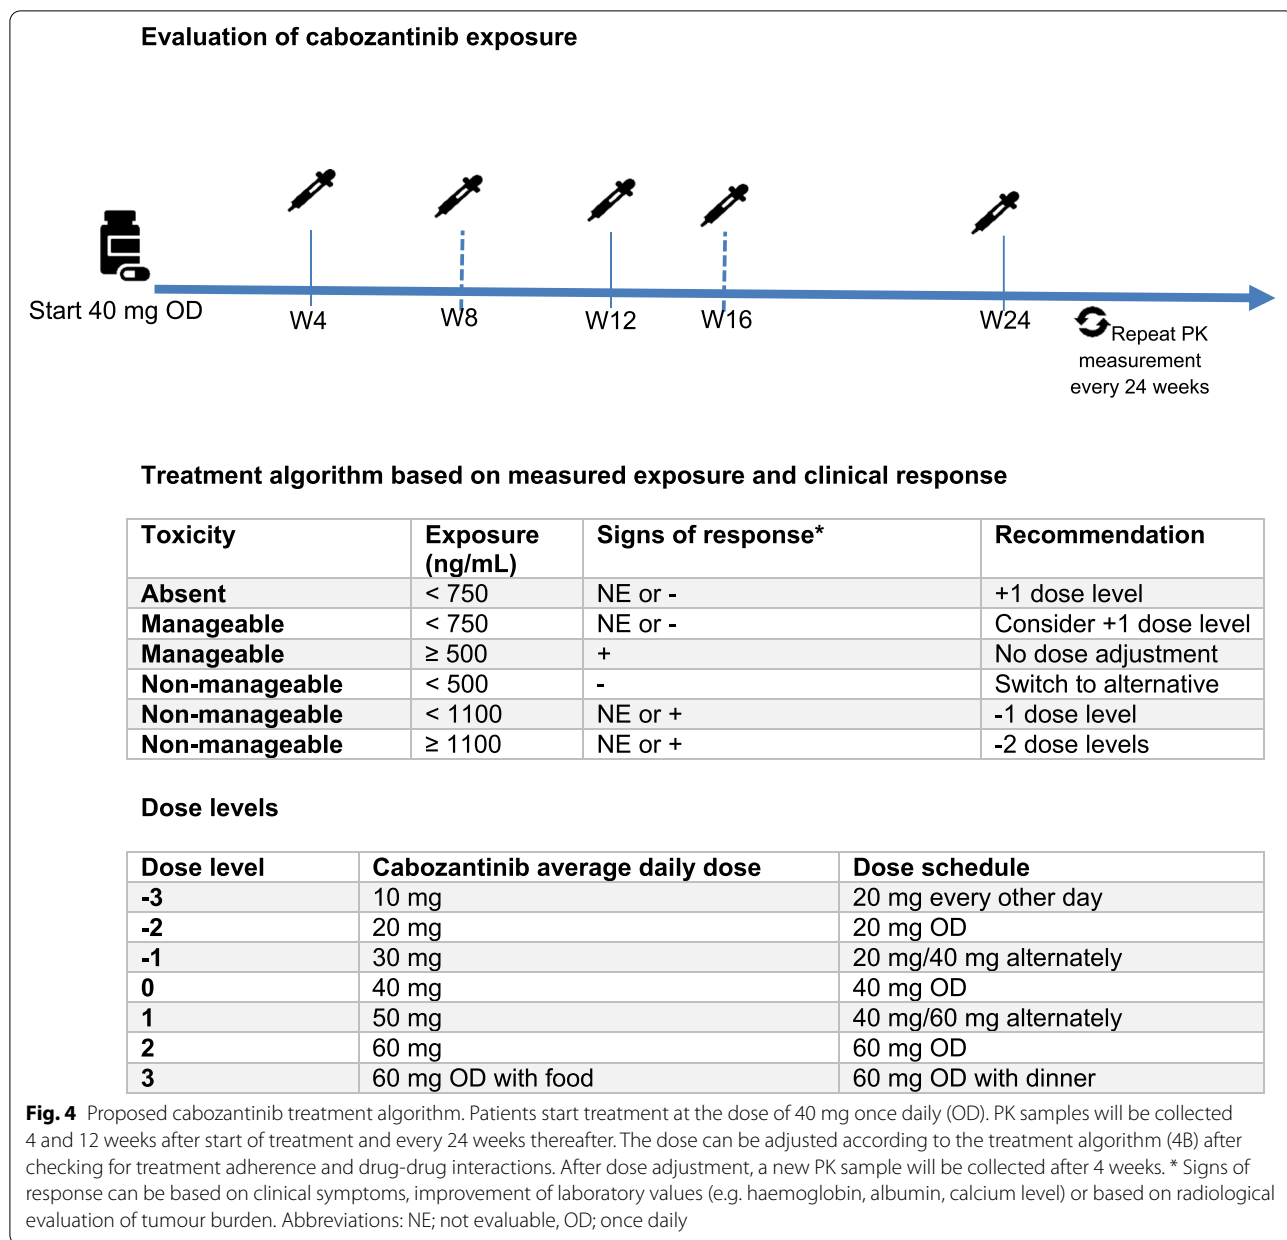 Evaluation of cabozantinib exposure
Start 40 mg OD
W4
W8
W12
W16
W24
Repeat PK
measurement
every 24 weeks
Treatment algorithm based on measured exposure and clinical response
Toxicity Exposure (ng/mL) Signs of response* Recommendation
Absent < 750 NE or - +1 dose level
Manageable < 750 NE or - Consider +1 dose level
Manageable ≥ 500 + No dose adjustment
Non-manageable < 500 - Switch to alternative
Non-manageable < 1100 NE or + -1 dose level
Non-manageable ≥ 1100 NE or + -2 dose levels
Dose levels
Dose level Cabozantinib average daily dose Dose schedule
-3 10 mg 20 mg every other day
-2 20 mg 20 mg OD
-1 30 mg 20 mg/40 mg alternately
0 40 mg 40 mg OD
1 50 mg 40 mg/60 mg alternately
2 60 mg 60 mg OD
3 60 mg OD with food 60 mg OD with dinner
Fig. 4 Proposed cabozantinib treatment algorithm. Patients start treatment at the dose of 40 mg once daily (OD). PK samples will be collected
4 and 12 weeks after start of treatment and every 24 weeks thereafter. The dose can be adjusted according to the treatment algorithm (4B) after
checking for treatment adherence and drug-drug interactions. After dose adjustment, a new PK sample will be collected after 4 weeks. * Signs of
response can be based on clinical symptoms, improvement of laboratory values (e.g. haemoglobin, albumin, calcium level) or based on radiological
evaluation of tumour burden. Abbreviations: NE; not evaluable, OD; once daily